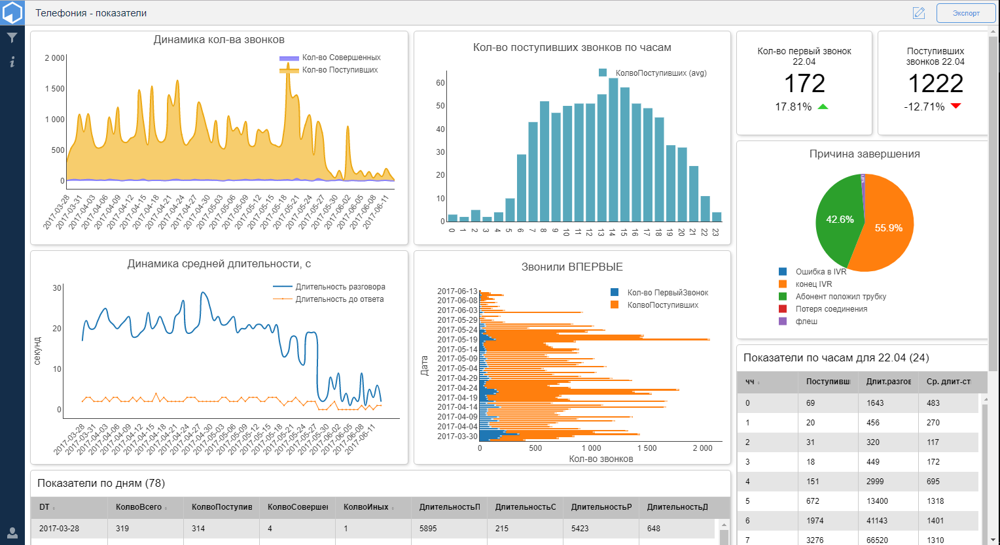 Телефония - показатели
Экспорт
Динамика кол-ва звонков
Кол-во Совершенных
Кол-во Поступивших
2 000
1 500
1 000
500
0
2017-03-28
2017-03-31
2017-04-03
2017-04-06
2017-04-09
2017-04-12
2017-04-15
2017-04-18
2017-04-21
2017-04-24
2017-04-27
2017-04-30
2017-05-03
2017-05-06
2017-05-09
2017-05-12
2017-05-15
2017-05-18
2017-05-21
2017-05-24
2017-05-27
2017-05-30
2017-06-02
2017-06-05
2017-06-08
2017-06-11
Кол-во поступивших звонков по часам
КолвоПоступивших (avg)
60
50
40
30
20
10
0
0 1 2 3 4 5 6 7 8 9 10 11 12 13 14 15 16 17 18 19 20 21 22 23
Кол-во первый звонок
22.04
172
17.81%
Поступивших
звонков 22.04
1222
-12.71%
Причина завершения
42.6%
55.9%
Ошибка в IVR
конец IVR
Абонент положил трубку
Потеря соединения
флеш
Динамика средней длительности, с
Длительность разговора
Длительность до ответа
секунд
30
20
10
0
2017-03-28
2017-03-31
2017-04-03
2017-04-06
2017-04-09
2017-04-12
2017-04-15
2017-04-18
2017-04-21
2017-04-24
2017-04-27
2017-04-30
2017-05-03
2017-05-06
2017-05-09
2017-05-12
2017-05-15
2017-05-18
2017-05-21
2017-05-24
2017-05-27
2017-05-30
2017-06-02
2017-06-05
2017-06-08
2017-06-11
Звонили ВПЕРВЫЕ
Кол-во ПервыйЗвонок
КолвоПоступивших
Дата
2017-06-13
2017-06-08
2017-06-03
2017-05-29
2017-05-24
2017-05-19
2017-05-14
2017-05-09
2017-05-04
2017-04-29
2017-04-24
2017-04-19
2017-04-14
2017-04-09
2017-04-04
2017-03-30
0 500 1 000 1 500 2 000
Кол-во звонков
Показатели по часам для 22.04 (24)
чч Поступивш Длит.разгов Ср. длит-ст
0 69 1643 483
1 20 456 270
2 31 320 117
3 18 449 172
4 151 2999 695
5 672 13400 1318
6 1974 41143 1401
7 3276 66520 1310
Показатели по дням (78)
DT КолвоВсего КолвоПоступив КолвоСовершен КолвоИных ДлительностьП ДлительностьС ДлительностьР ДлительностьД
2017-03-28 319 314 4 1 5895 215 5423 648